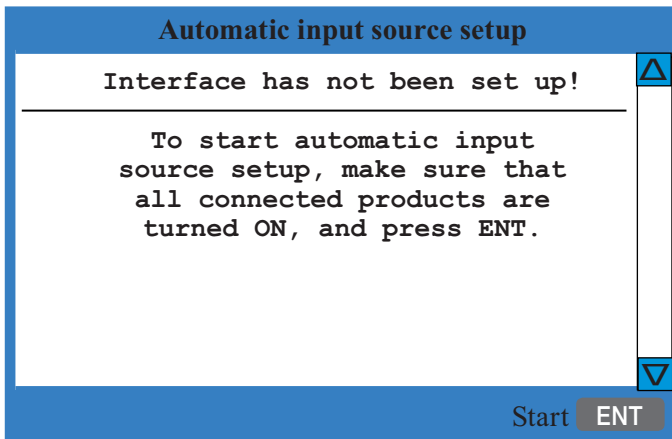 Automatic input source setup
Interface has not been set up!
To start automatic input
source setup, make sure that
all connected products are
turned ON, and press ENT.
Start ENT